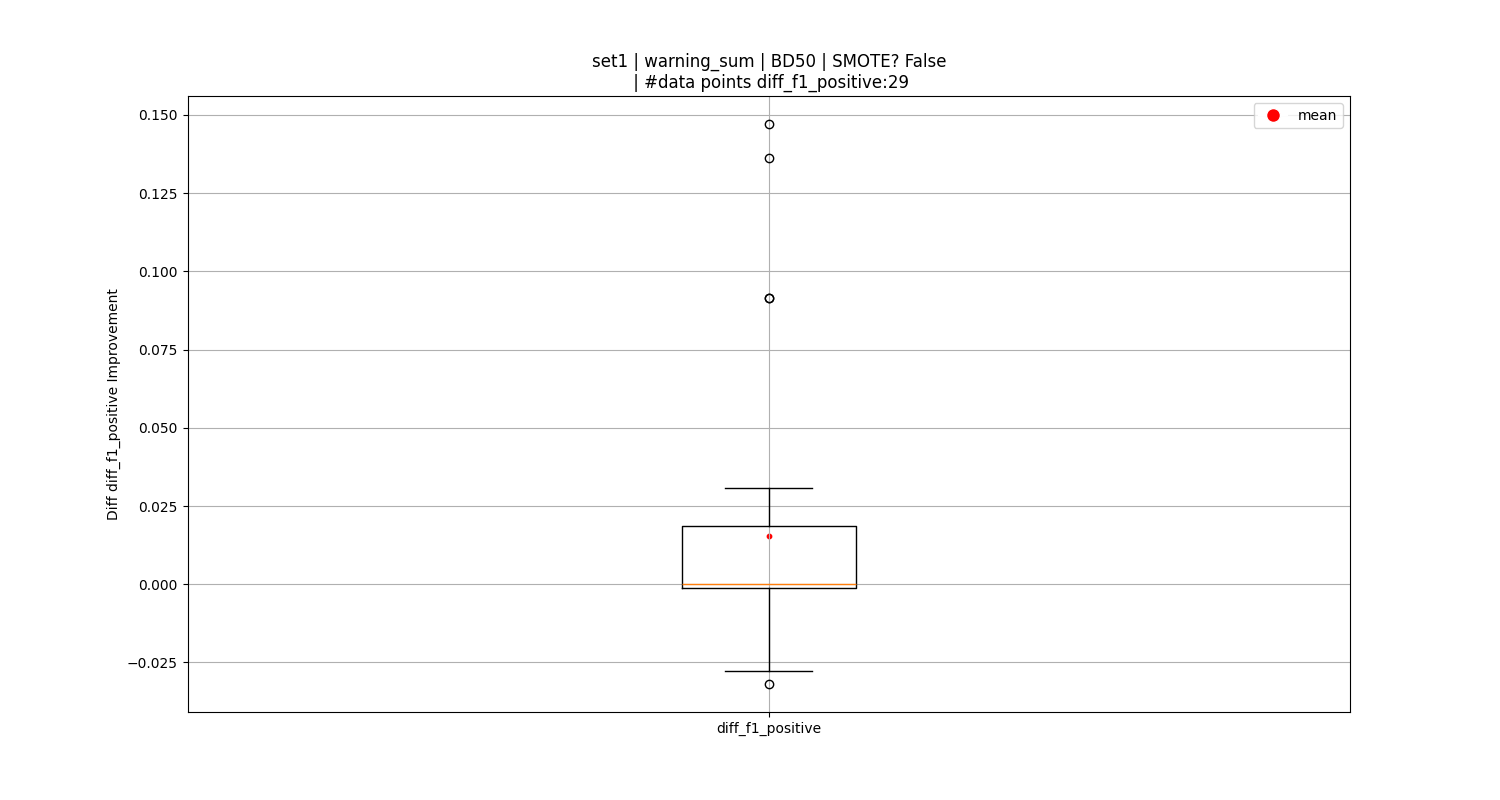 set1 | warning_sum | BD50 | SMOTE? False
| #data points diff_f1_positive:29
mean
0.150
0.125
0.100
0.075
0.050
0.025
0.000
−0.025
Diff diff_f1_positive Improvement
diff_f1_positive